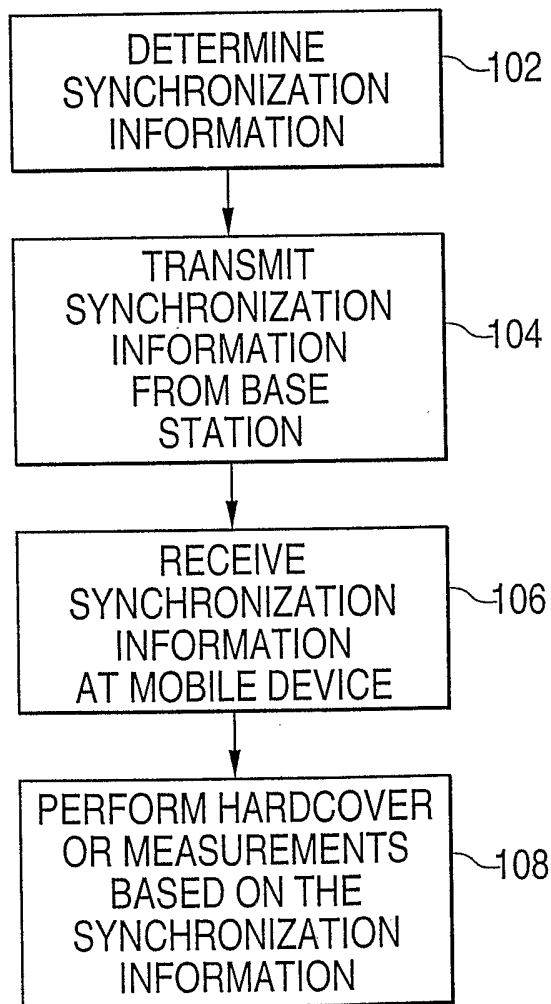 DETERMINE
SYNCHRONIZATION
INFORMATION
102
TRANSMIT
SYNCHRONIZATION
INFORMATION
FROM BASE
STATION
104
RECEIVE
SYNCHRONIZATION
INFORMATION
AT MOBILE DEVICE
106
PERFORM HARDCOVER
OR MEASUREMENTS
BASED ON THE
SYNCHRONIZATION
INFORMATION
108